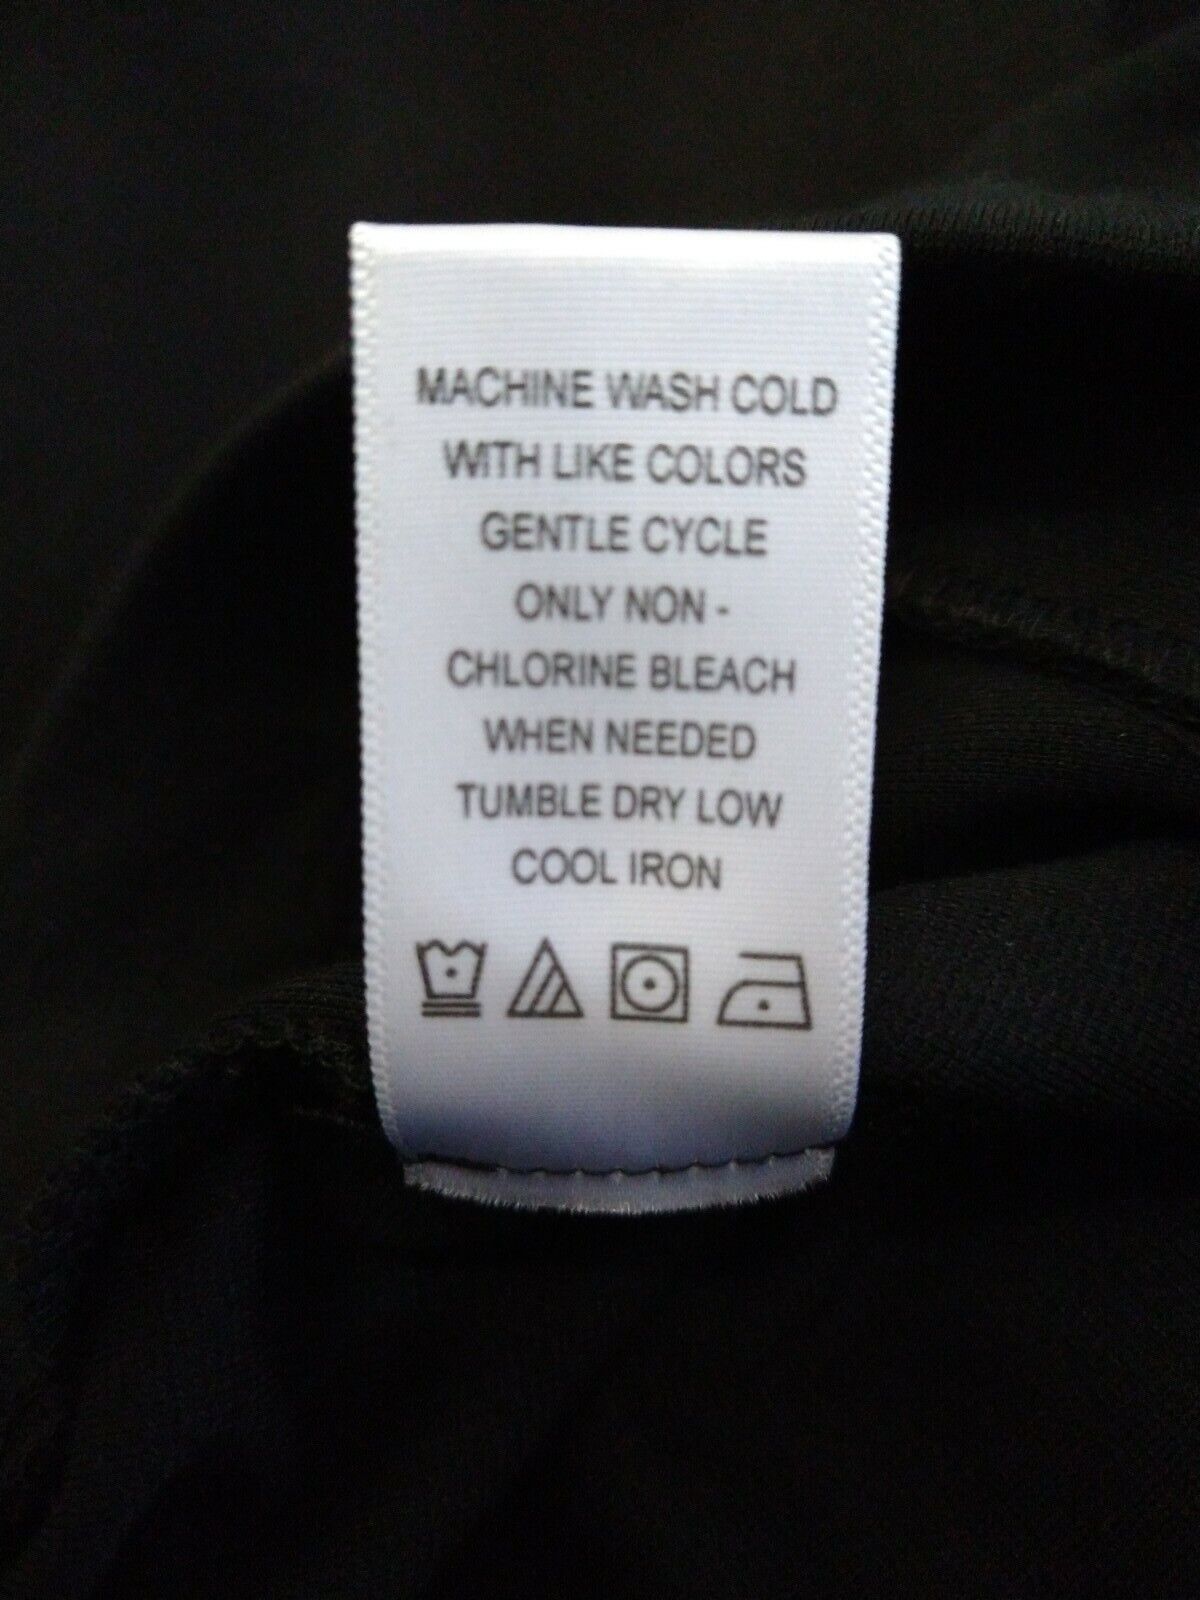 MACHINE WASH COLD
WITH LIKE COLORS
GENTLE CYCLE
ONLY NON -
CHLORINE BLEACH
WHEN NEEDED
TUMBLE DRY LOW
COOL IRON